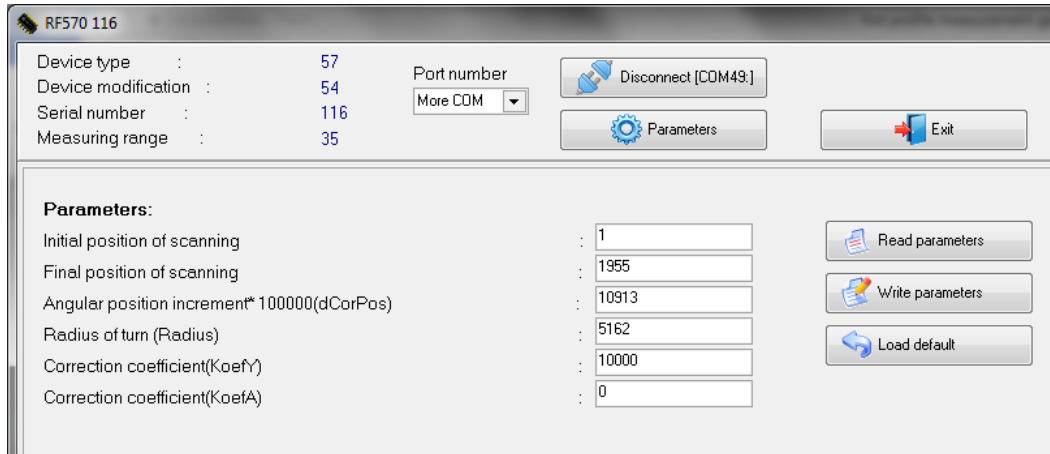 RF570 116
Device type : 57
Device modification : 54
Serial number : 116
Measuring range : 35
Port number
More COM
Disconnect [COM49:]
Parameters
Exit
Parameters:
Initial position of scanning : 1
Final position of scanning : 1955
Angular position increment* 100000(dCorPos) : 10913
Radius of turn (Radius) : 5162
Correction coefficient(KoefY) : 10000
Correction coefficient(KoefA) : 0
Read parameters
Write parameters
Load default